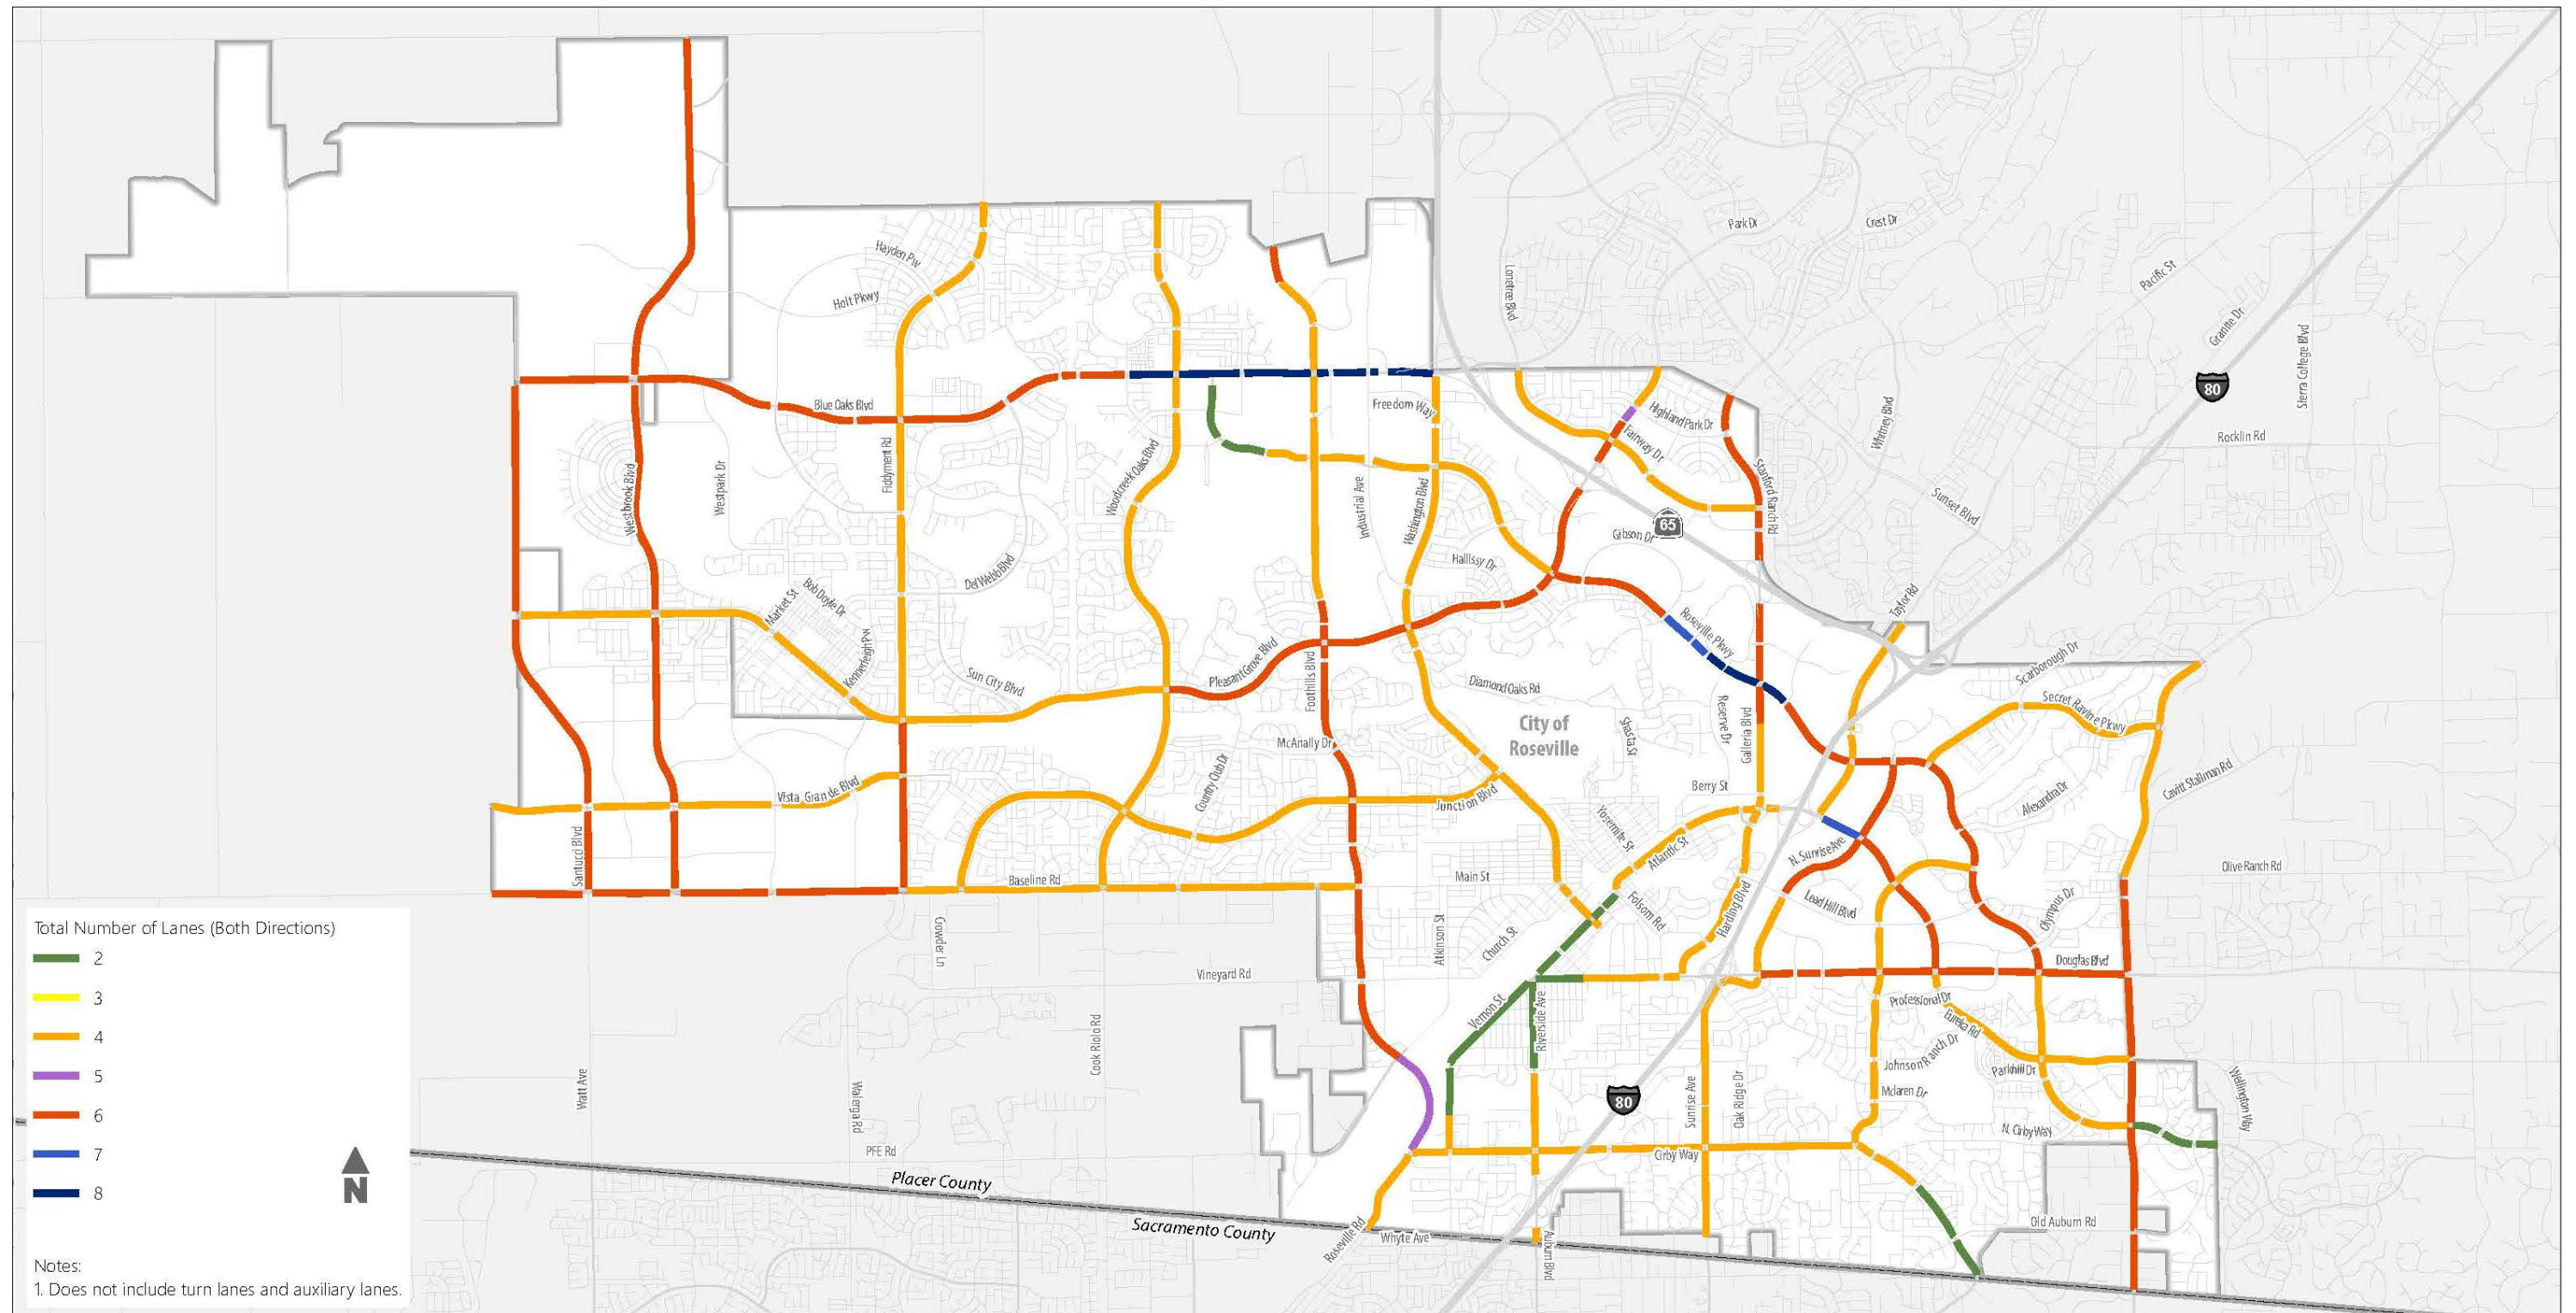 Park Dr
Crest Dr
Hayden Pw
Holt Pkwy
Lonetree Blvd
Pacific St
Granite Dr
Sierra College Blvd
80
Blue Oaks Blvd
Freedom Way
Highland Park Dr
Fairway Dr
Whitney Blvd
Rocklin Rd
Fiddyment Rd
Woodcreek Oaks Blvd
Westbrook Blvd
Westpark Dr
Industrial Ave
Washington Blvd
Stanford Ranch Rd
Sunset Blvd
65
Gibson Dr
Hallissy Dr
Del Webb Blvd
Bob Doyle Dr
Market St
Taylor Rd
Roseville Pkwy
Kennerleigh Pkwy
Pleasant Grove Blvd
Sun City Blvd
Foothills Blvd
Diamond Oaks Rd
Scarborough Dr
Secret Ravine Pkwy
City of
Roseville
Shasta St
Reserve Dr
Galleria Blvd
McAnally Dr
Country Club Dr
Vista Grande Blvd
Junction Blvd
Berry St
Alexandra Dr
Cavitt Stallman Rd
Yosemite St
Atlantic St
N. Sunrise Ave
Santucci Blvd
Baseline Rd
Main St
Folsom Rd
Harding Blvd
Lead Hill Blvd
Olympus Dr
Olive Ranch Rd
Crowder Ln
Atkinson St
Church St
Vineyard Rd
Douglas Blvd
Vernon St
Riverside Ave
Professional Dr
Eureka Rd
Johnson Ranch Dr
Parkhill Dr
Mclaren Dr
Watt Ave
Walerga Rd
Cook Riolo Rd
80
Sunrise Ave
Oak Ridge Dr
Wellington Way
N. Cirby Way
PFE Rd
Cirby Way
Placer County
Sacramento County
Roseville Rd
Whyte Ave
Auburn Blvd
Old Auburn Rd
Total Number of Lanes (Both Directions)
2
3
4
5
6
7
8
N
Notes:
1. Does not include turn lanes and auxiliary lanes.